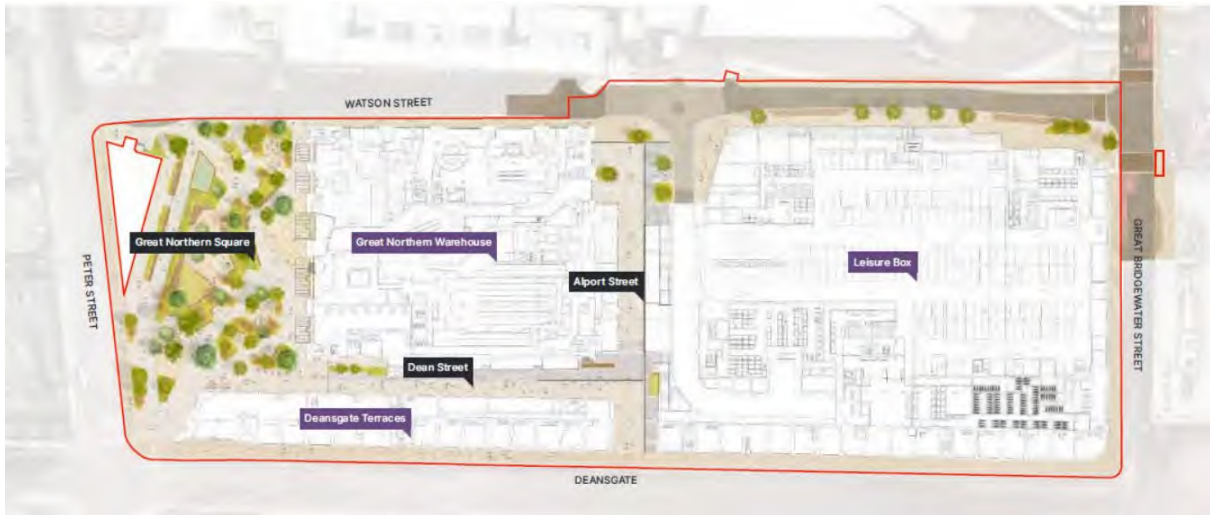 WATSON STREET
Great Northern Square
Great Northern Warehouse
Leisure Box
Alport Street
PETER STREET
GREAT BRIDGEWATER STREET
Dean Street
Deansgate Terraces
DEANSGATE